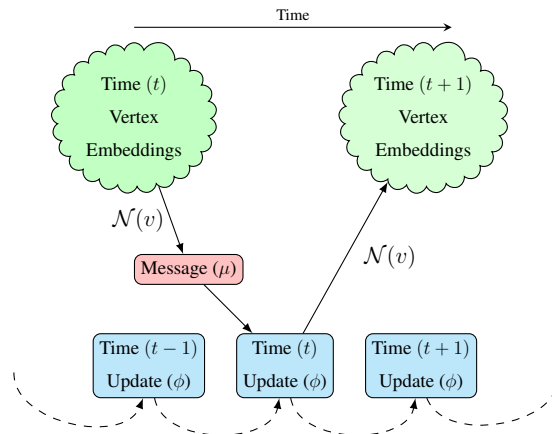 Time
Time (t)
Vertex
Embeddings
Time (t + 1)
Vertex
Embeddings
𝒩(v)
Message (μ)
𝒩(v)
Time (t − 1)
Update (ϕ)
Time (t)
Update (ϕ)
Time (t + 1)
Update (ϕ)